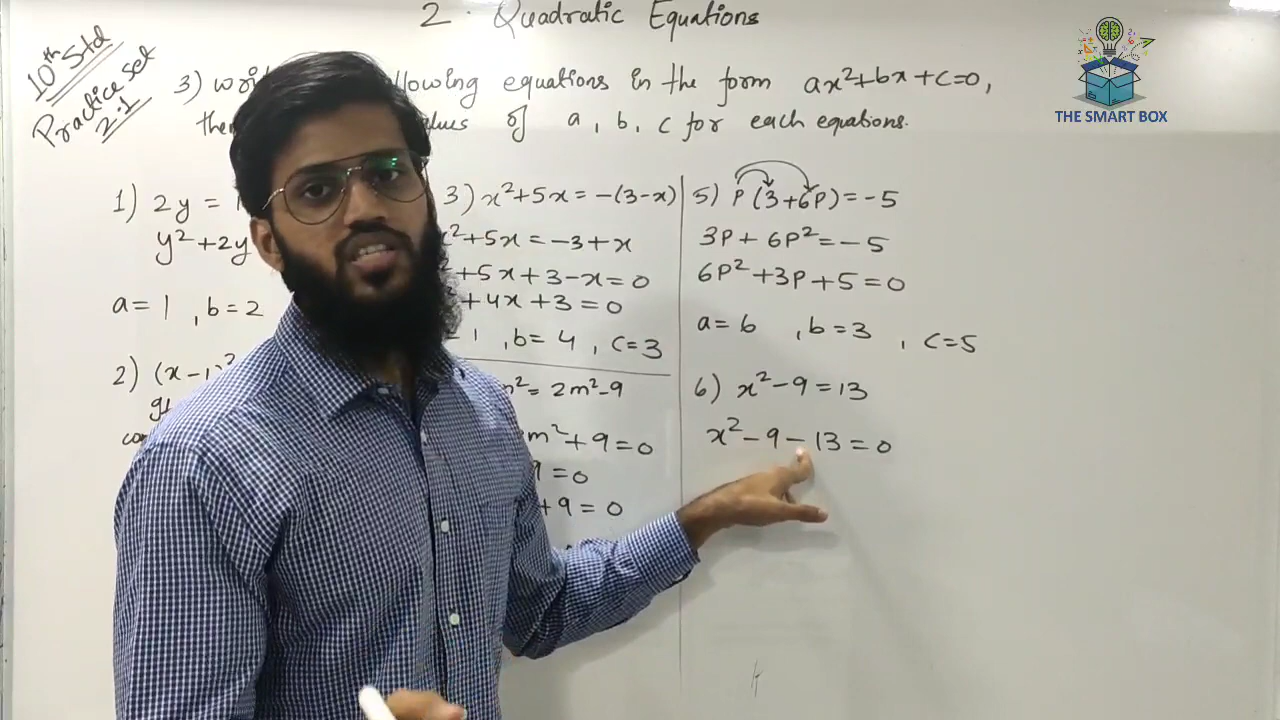 2. Quadratic Equations
10th Std
Practice set
2.1
3) equations in the form ax²+bx+c=0,
of a, b, c for each equations.
1) 2y =
y²+2y
a=1, b=2
2) (x-1)²
3) x²+5x=-(3-x)
x²+5x=-3+x
+5x+3-x=0
+4x+3=0
1, b=4, c=3
m²=2m²-9
m²+9=0
9=0
+9=0
5) P(3+6P)=-5
3P+6P²=-5
6P²+3P+5=0
a=6, b=3, c=5
6) x²-9=13
x²-9-13=0
THE SMART BOX